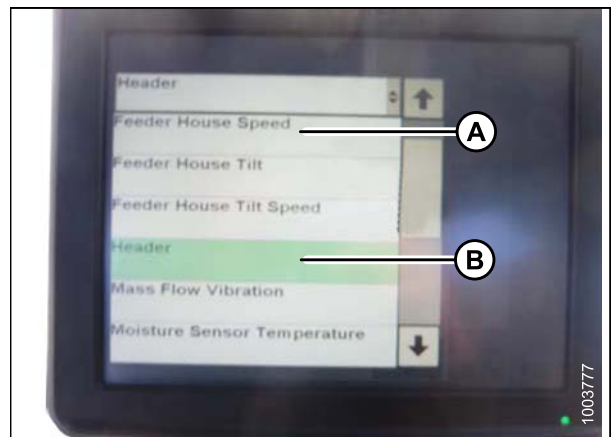 Header
Feeder House Speed
A
Feeder House Tilt
Feeder House Tilt Speed
Header
B
Mass Flow Vibration
Moisture Sensor Temperature
1003777